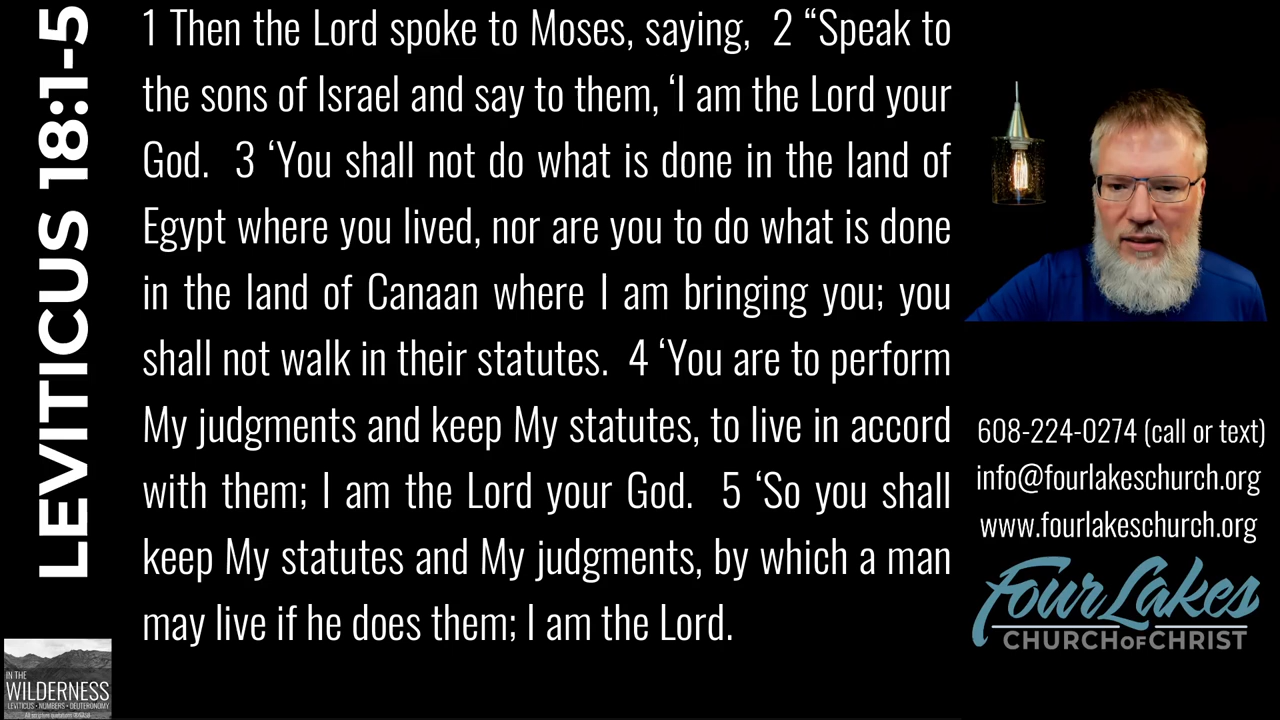 LEVITICUS 18:1-5
1 Then the Lord spoke to Moses, saying, 2 “Speak to
the sons of Israel and say to them, ‘I am the Lord your
God. 3 ‘You shall not do what is done in the land of
Egypt where you lived, nor are you to do what is done
in the land of Canaan where I am bringing you; you
shall not walk in their statutes. 4 ‘You are to perform
My judgments and keep My statutes, to live in accord
with them; I am the Lord your God. 5 ‘So you shall
keep My statutes and My judgments, by which a man
may live if he does them; I am the Lord.
608-224-0274 (call or text)
info@fourlakeschurch.org
www.fourlakeschurch.org
Four Lakes
CHURCH OF CHRIST
IN THE
WILDERNESS
LEVITICUS • NUMBERS • DEUTERONOMY